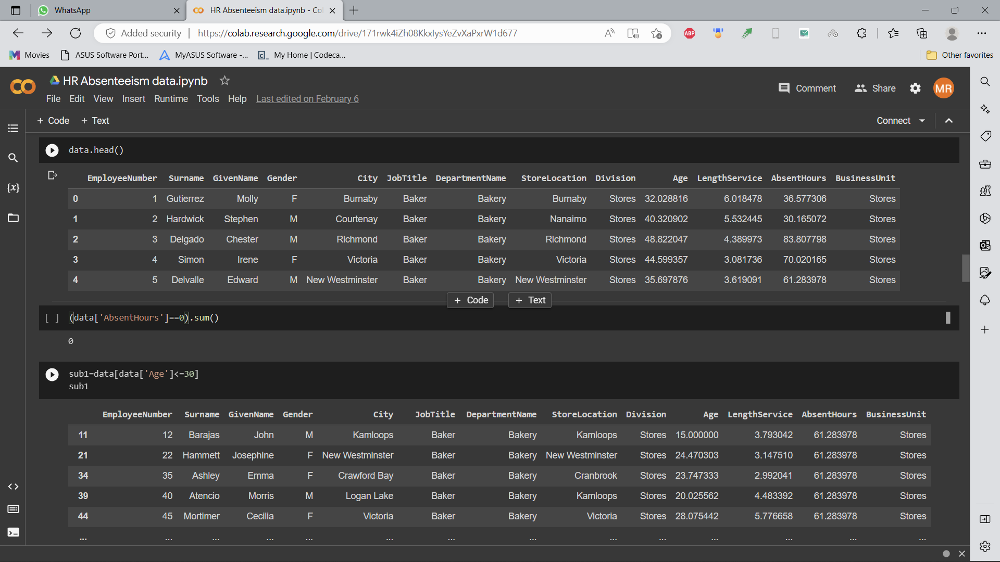 WhatsApp
HR Absenteeism data.ipynb - Co
Added security | https://colab.research.google.com/drive/171rwk4iZh08KkxlysYeZvXaPxrW1d677
ABP
Movies ASUS Software Port... MyASUS Software -... My Home | Codeca... Other favorites
HR Absenteeism data.ipynb
Comment Share MR
File Edit View Insert Runtime Tools Help Last edited on February 6
+ Code + Text Connect
data.head()
EmployeeNumber Surname GivenName Gender City JobTitle DepartmentName StoreLocation Division Age LengthService AbsentHours BusinessUnit
0 1 Gutierrez Molly F Burnaby Baker Bakery Burnaby Stores 32.028816 6.018478 36.577306 Stores
1 2 Hardwick Stephen M Courtenay Baker Bakery Nanaimo Stores 40.320902 5.532445 30.165072 Stores
2 3 Delgado Chester M Richmond Baker Bakery Richmond Stores 48.822047 4.389973 83.807798 Stores
3 4 Simon Irene F Victoria Baker Bakery Victoria Stores 44.599357 3.081736 70.020165 Stores
4 5 Delvalle Edward M New Westminster Baker Bakery New Westminster Stores 35.697876 3.619091 61.283978 Stores
+ Code + Text
[ ] (data['AbsentHours']==0).sum()
0
sub1=data[data['Age']<=30]
sub1
EmployeeNumber Surname GivenName Gender City JobTitle DepartmentName StoreLocation Division Age LengthService AbsentHours BusinessUnit
11 12 Barajas John M Kamloops Baker Bakery Kamloops Stores 15.000000 3.793042 61.283978 Stores
21 22 Hammett Josephine F New Westminster Baker Bakery New Westminster Stores 24.470303 3.147510 61.283978 Stores
34 35 Ashley Emma F Crawford Bay Baker Bakery Cranbrook Stores 23.747333 2.992041 61.283978 Stores
39 40 Atencio Morris M Logan Lake Baker Bakery Kamloops Stores 20.025562 4.483392 61.283978 Stores
44 45 Mortimer Cecilia F Victoria Baker Bakery Victoria Stores 28.075442 5.776658 61.283978 Stores
... ... ... ... ... ... ... ... ... ... ... ... ... ...